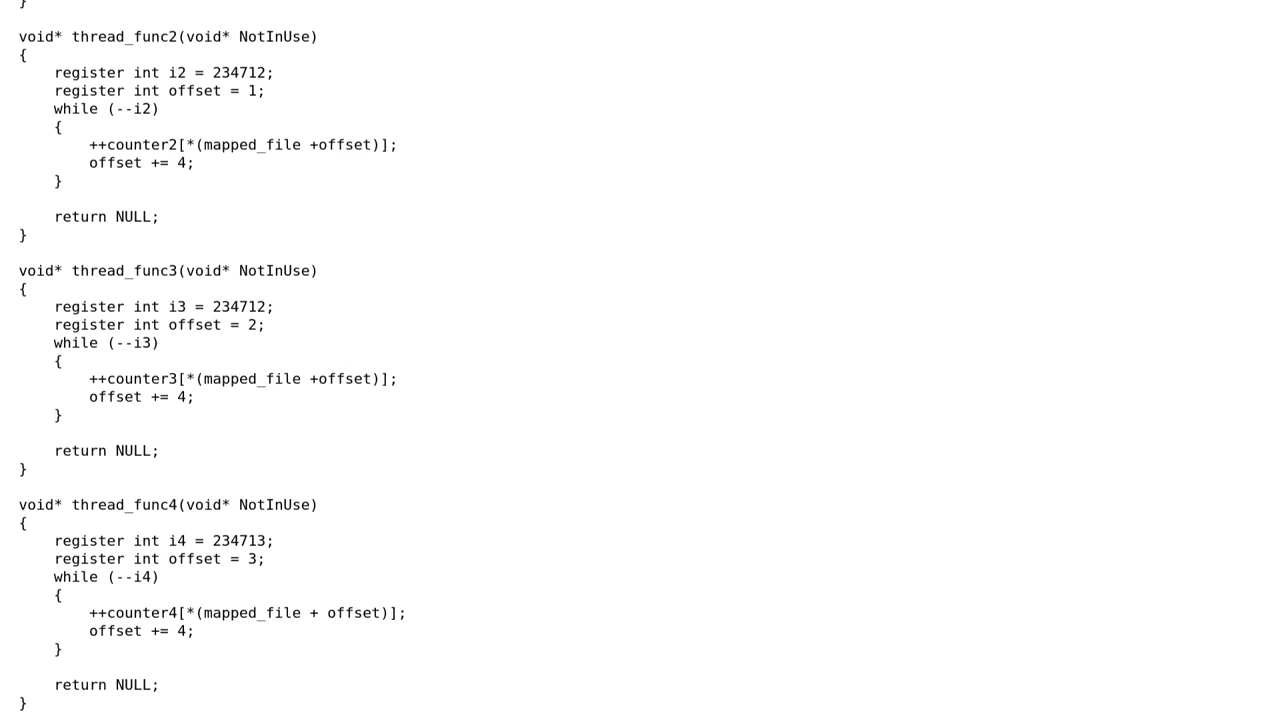 }
void* thread_func2(void* NotInUse)
{
    register int i2 = 234712;
    register int offset = 1;
    while (--i2)
    {
        ++counter2[*(mapped_file +offset)];
        offset += 4;
    }

    return NULL;
}

void* thread_func3(void* NotInUse)
{
    register int i3 = 234712;
    register int offset = 2;
    while (--i3)
    {
        ++counter3[*(mapped_file +offset)];
        offset += 4;
    }

    return NULL;
}

void* thread_func4(void* NotInUse)
{
    register int i4 = 234713;
    register int offset = 3;
    while (--i4)
    {
        ++counter4[*(mapped_file + offset)];
        offset += 4;
    }

    return NULL;
}